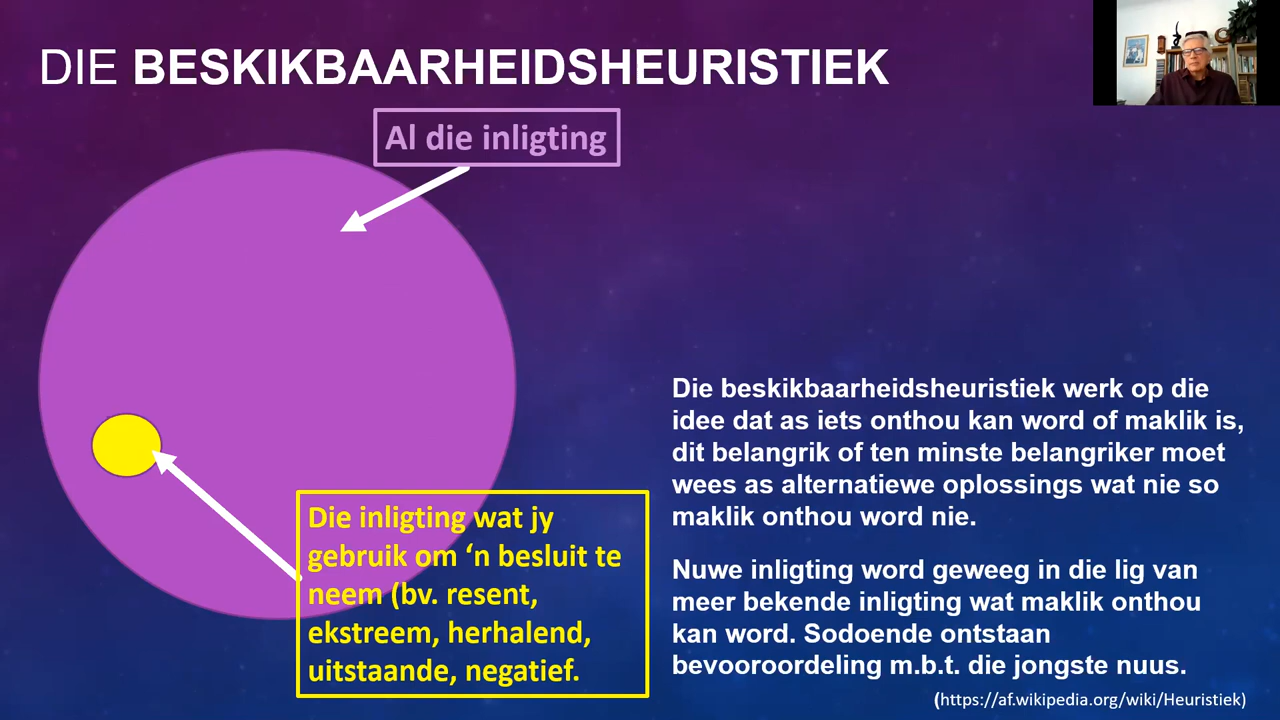 DIE BESKIKBAARHEIDSHEURISTIEK
Al die inligting
Die inligting wat jy
gebruik om ‘n besluit te
neem (bv. resent,
ekstreem, herhalend,
uitstaande, negatief.
Die beskikbaarheidsheuristiek werk op die
idee dat as iets onthou kan word of maklik is,
dit belangrik of ten minste belangriker moet
wees as alternatiewe oplossings wat nie so
maklik onthou word nie.
Nuwe inligting word geweeg in die lig van
meer bekende inligting wat maklik onthou
kan word. Sodoende ontstaan
bevooroordeling m.b.t. die jongste nuus.
(https://af.wikipedia.org/wiki/Heuristiek)